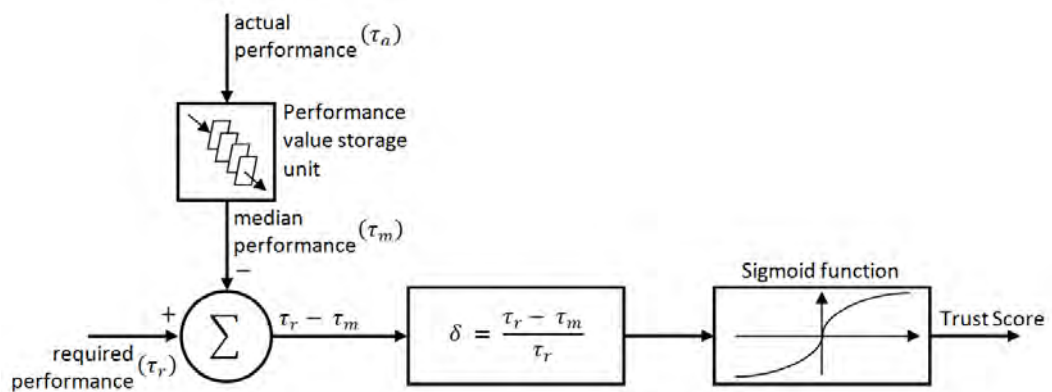 actual
performance (τₐ)
Performance
value storage
unit
median
performance (τₘ)
−
+
Σ
required
performance (τᵣ)
τᵣ − τₘ
δ = (τᵣ − τₘ) / τᵣ
Sigmoid function
Trust Score